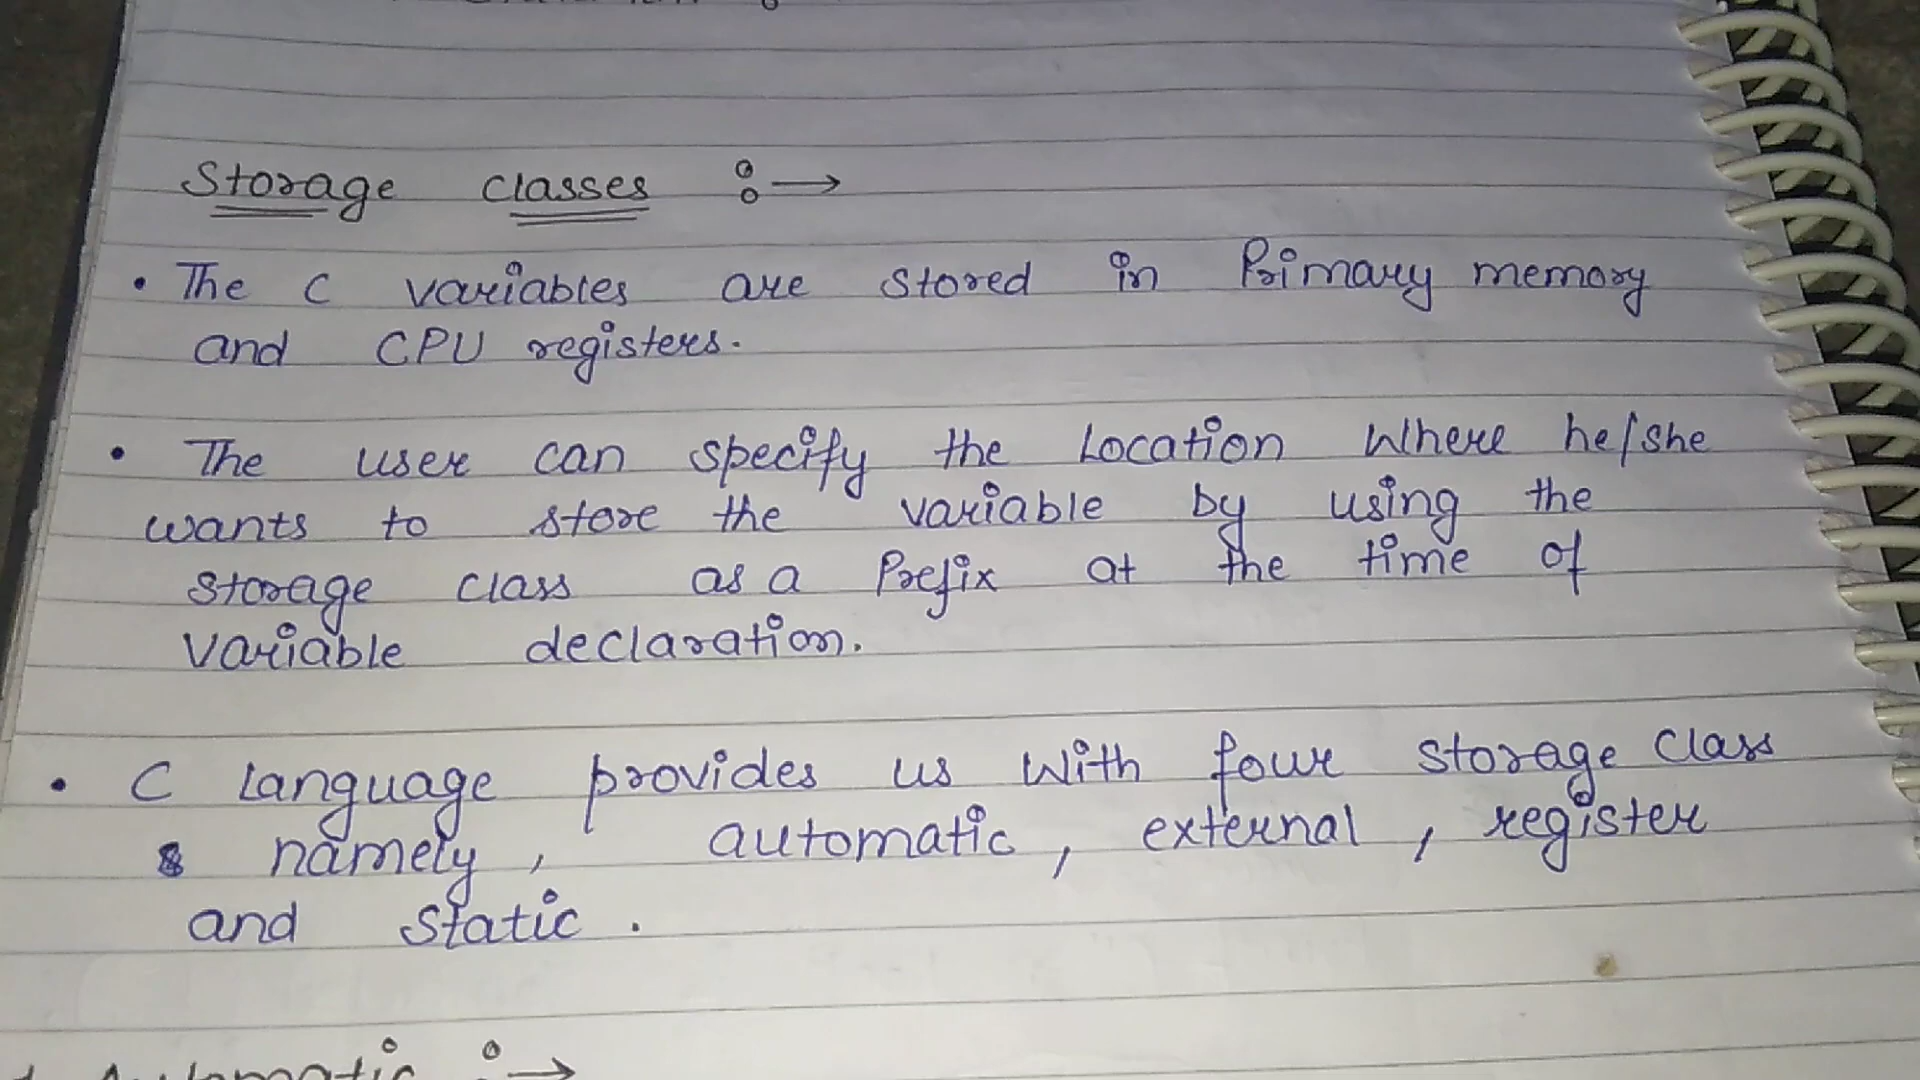 Storage classes :→
• The C variables are stored in Primary memory
and CPU registers.
• The user can specify the Location Where he/she
wants to store the variable by using the
storage class as a Prefix at the time of
variable declaration.
• C Language provides us With four storage Class
namely, automatic, external, register
and static.
Automatic :→